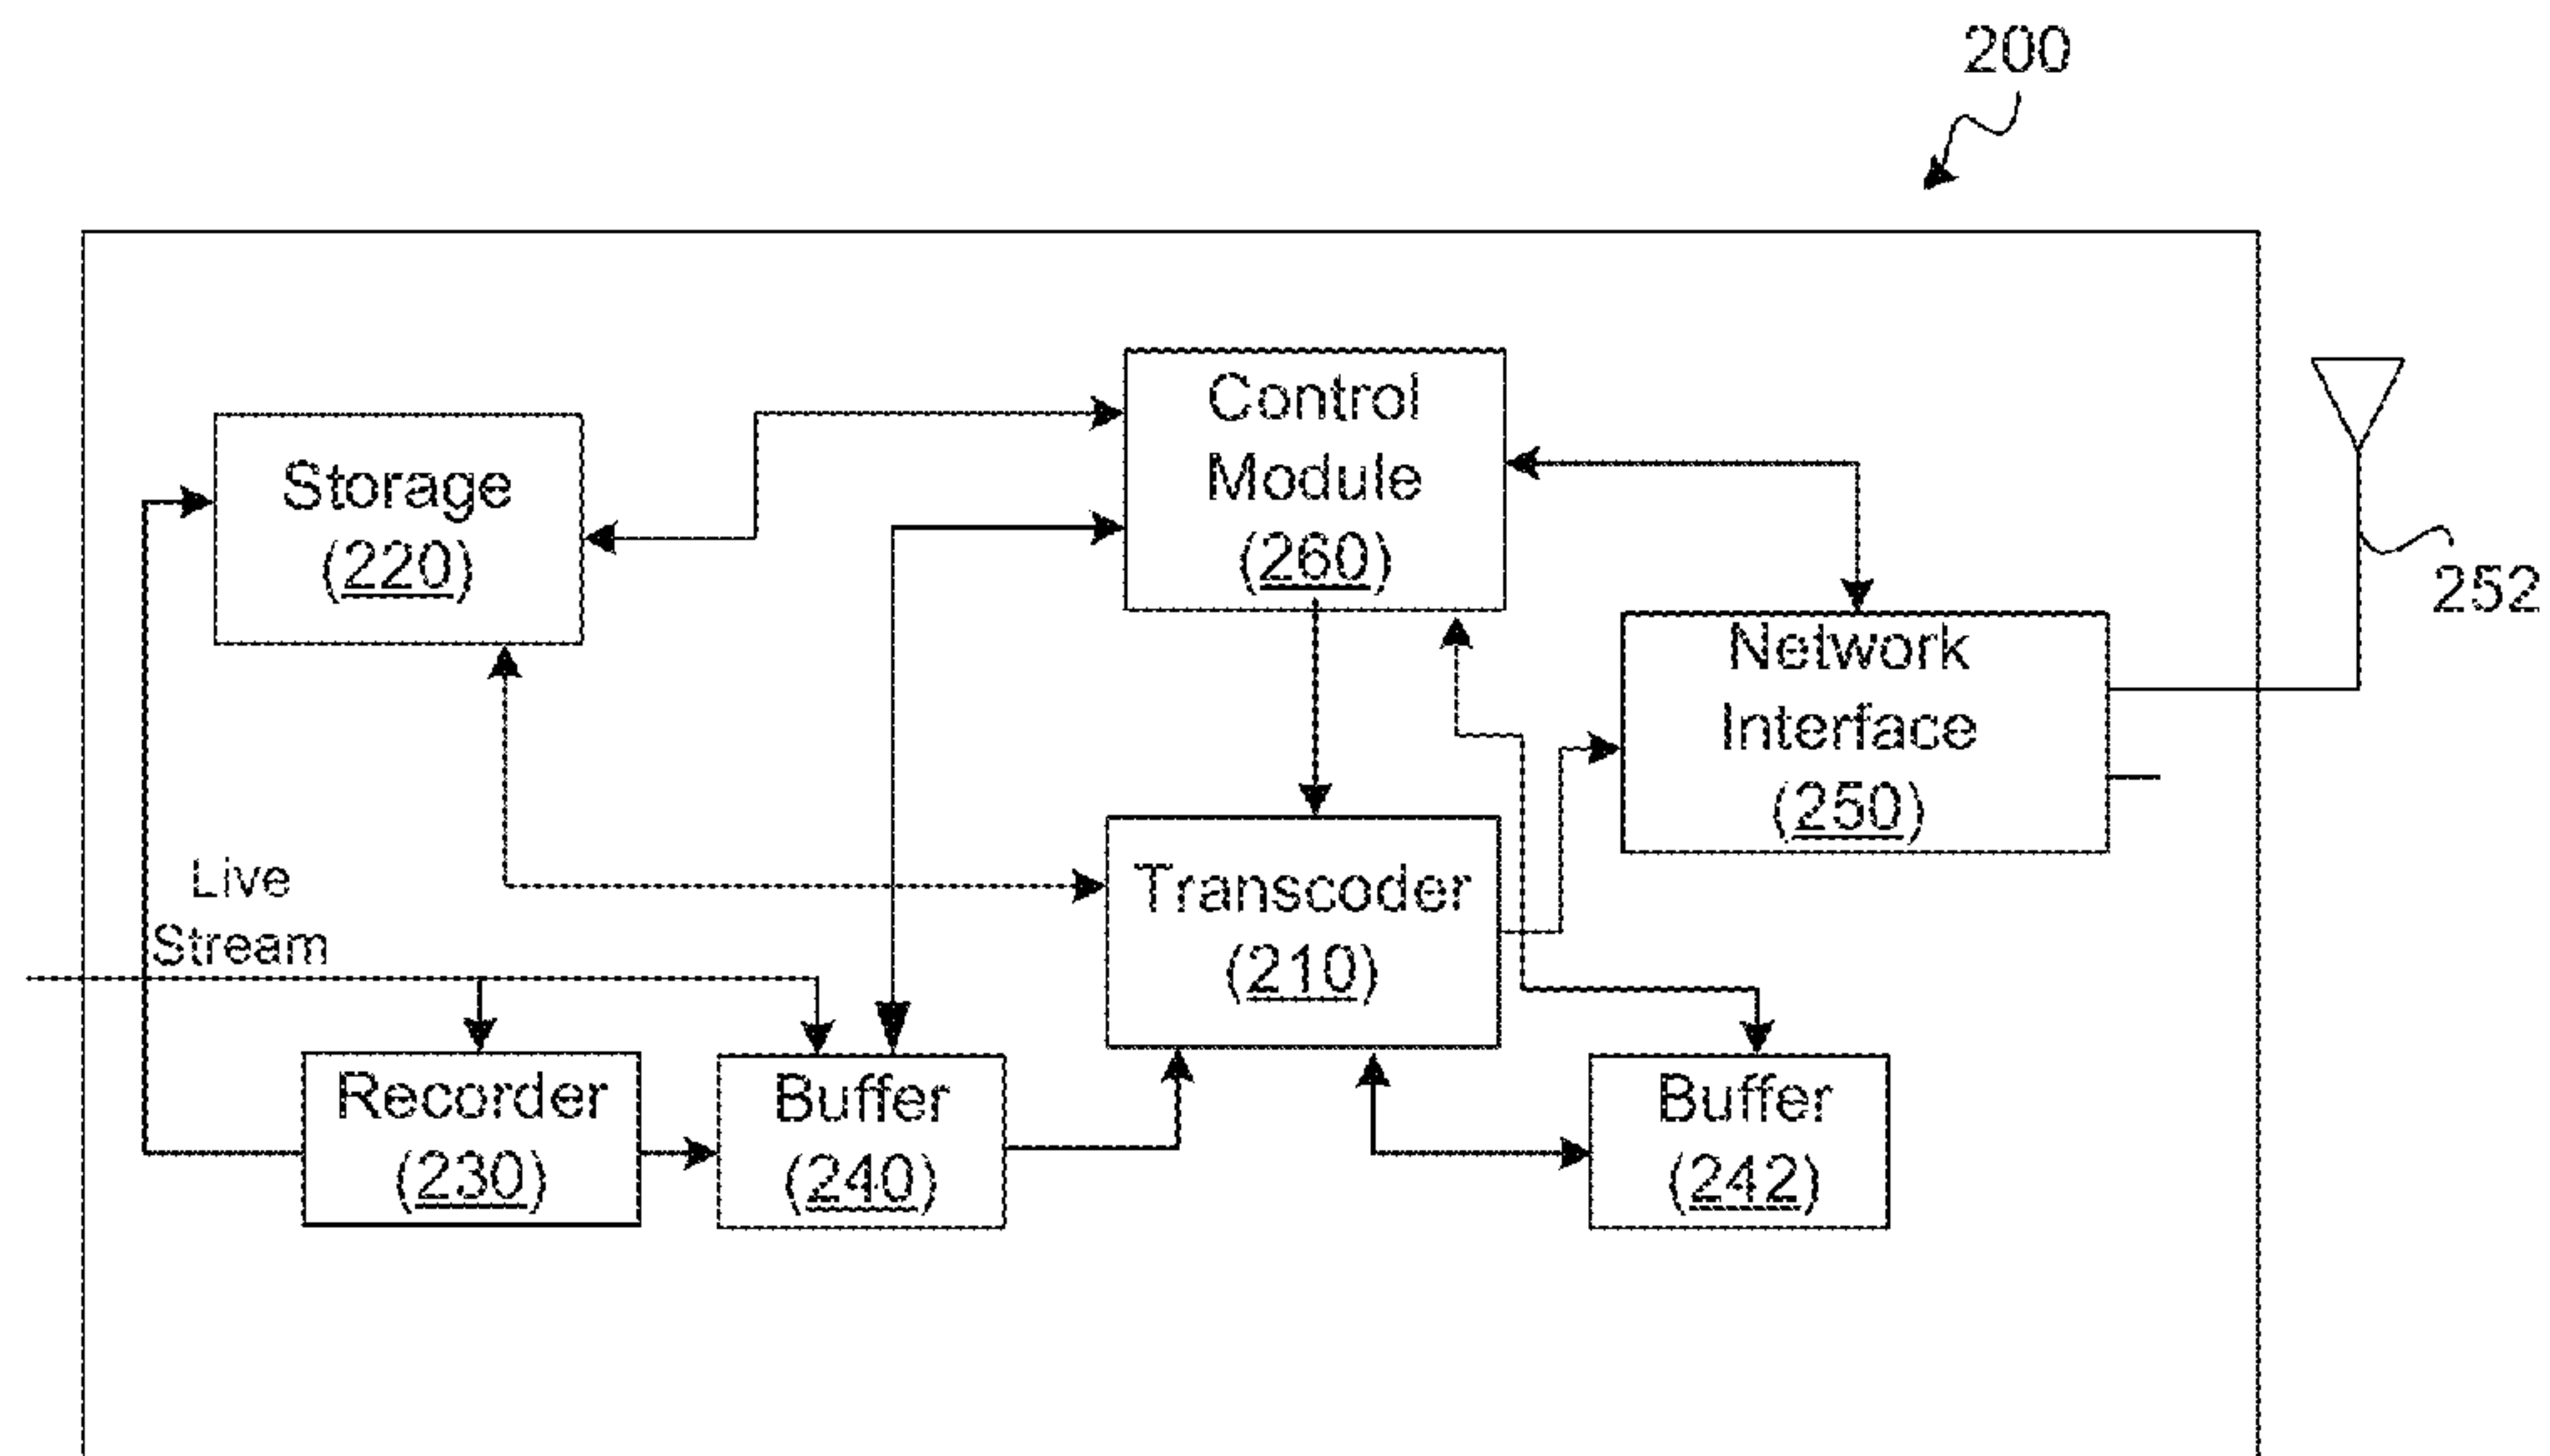 200
Control
Module
(260)
Storage
(220)
252
Network
Interface
(250)
Live
Stream
Transcoder
(210)
Recorder
(230)
Buffer
(240)
Buffer
(242)